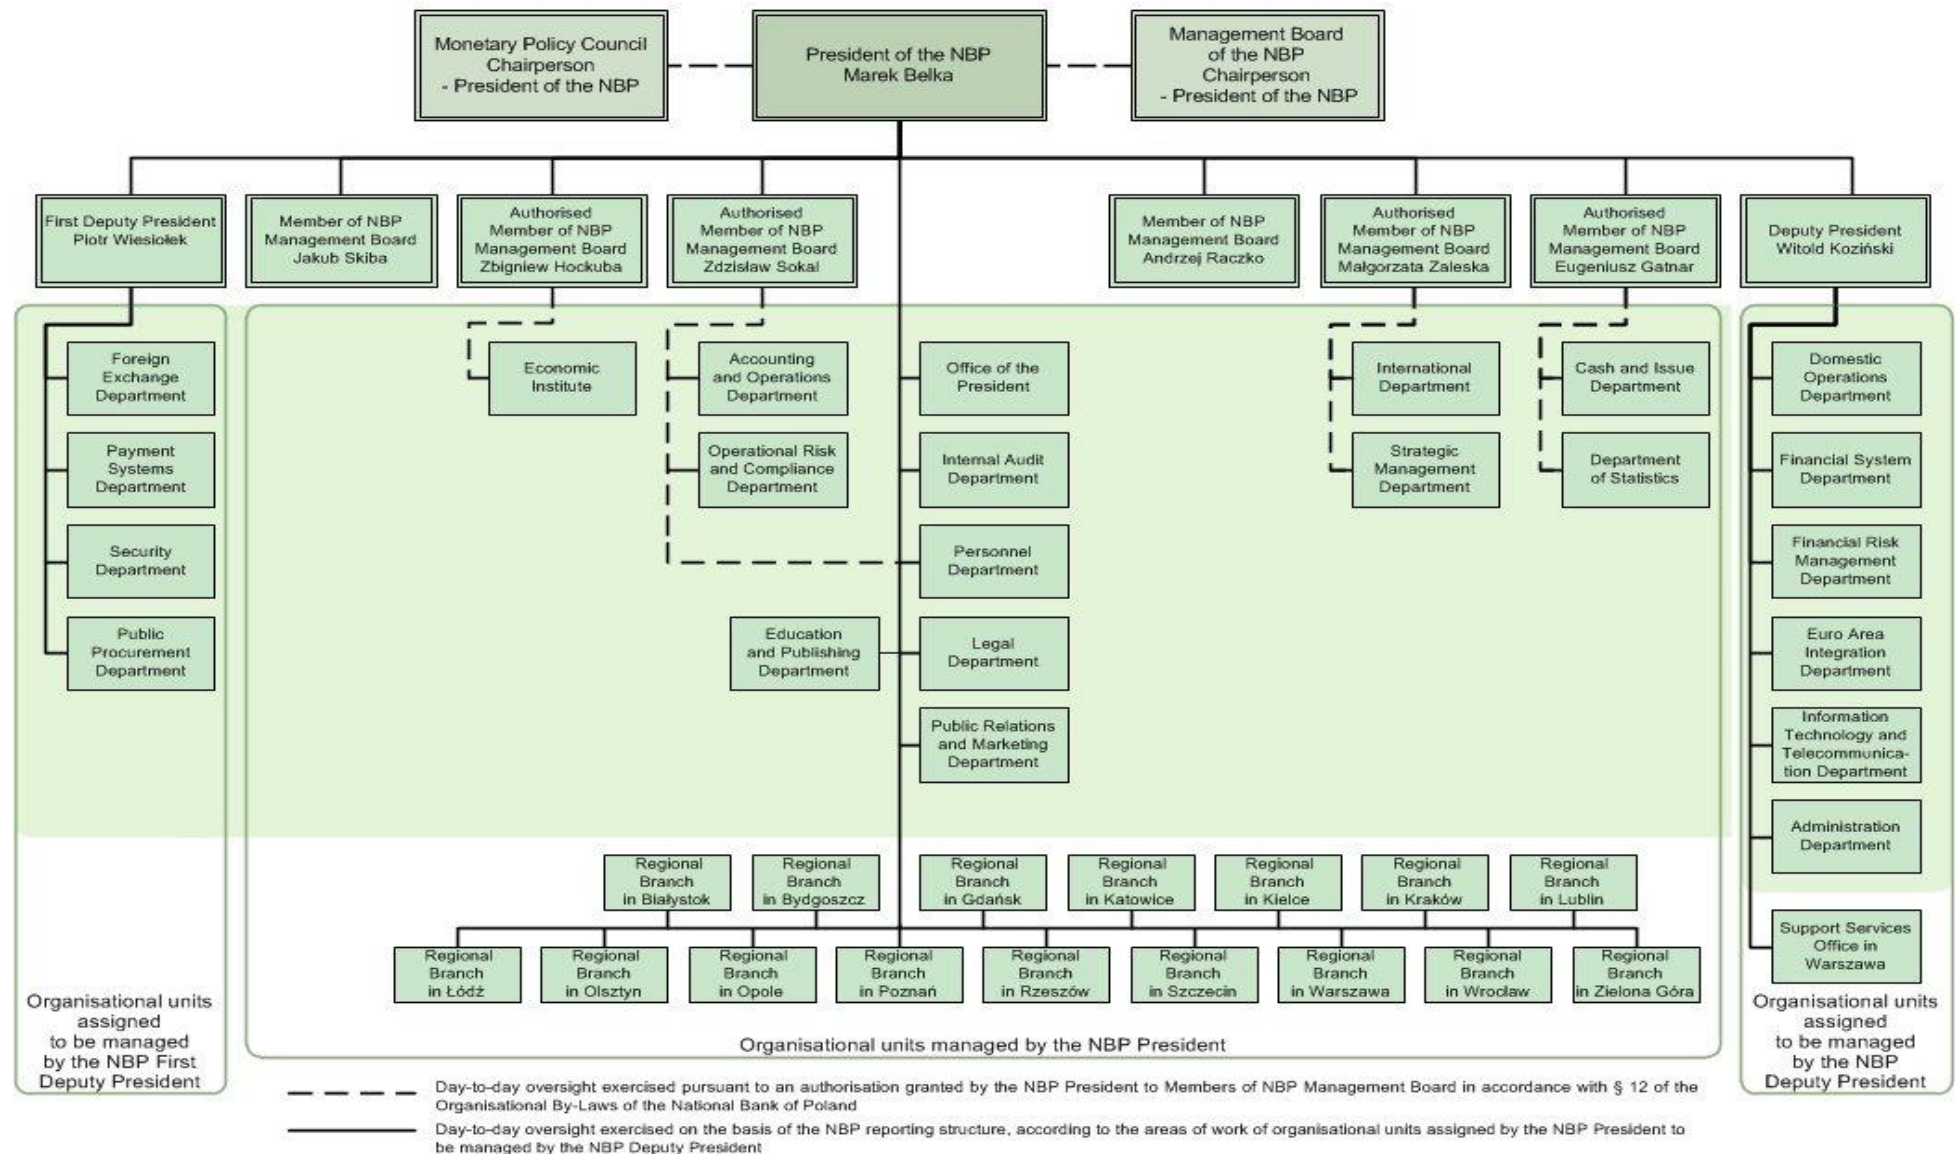 Monetary Policy Council
Chairperson
- President of the NBP
President of the NBP
Marek Belka
Management Board
of the NBP
Chairperson
- President of the NBP
First Deputy President
Piotr Wiesiołek
Member of NBP
Management Board
Jakub Skiba
Authorised
Member of NBP
Management Board
Zbigniew Hockuba
Authorised
Member of NBP
Management Board
Zdzisław Sokal
Member of NBP
Management Board
Andrzej Raczko
Authorised
Member of NBP
Management Board
Małgorzata Zaleska
Authorised
Member of NBP
Management Board
Eugeniusz Gatnar
Deputy President
Witold Koziński
Foreign
Exchange
Department
Payment
Systems
Department
Security
Department
Public
Procurement
Department
Economic
Institute
Accounting
and Operations
Department
Operational Risk
and Compliance
Department
Office of the
President
Internal Audit
Department
Personnel
Department
Education
and Publishing
Department
Legal
Department
Public Relations
and Marketing
Department
International
Department
Strategic
Management
Department
Cash and Issue
Department
Department
of Statistics
Domestic
Operations
Department
Financial System
Department
Financial Risk
Management
Department
Euro Area
Integration
Department
Information
Technology and
Telecommunica-
tion Department
Administration
Department
Support Services
Office in
Warszawa
Regional
Branch
in Białystok
Regional
Branch
in Bydgoszcz
Regional
Branch
in Gdańsk
Regional
Branch
in Katowice
Regional
Branch
in Kielce
Regional
Branch
in Kraków
Regional
Branch
in Lublin
Regional
Branch
in Łódź
Regional
Branch
in Olsztyn
Regional
Branch
in Opole
Regional
Branch
in Poznań
Regional
Branch
in Rzeszów
Regional
Branch
in Szczecin
Regional
Branch
in Warszawa
Regional
Branch
in Wrocław
Regional
Branch
in Zielona Góra
Organisational units
assigned
to be managed
by the NBP First
Deputy President
Organisational units managed by the NBP President
Organisational units
assigned
to be managed
by the NBP
Deputy President
Day-to-day oversight exercised pursuant to an authorisation granted by the NBP President to Members of NBP Management Board in accordance with § 12 of the
Organisational By-Laws of the National Bank of Poland
Day-to-day oversight exercised on the basis of the NBP reporting structure, according to the areas of work of organisational units assigned by the NBP President to
be managed by the NBP Deputy President